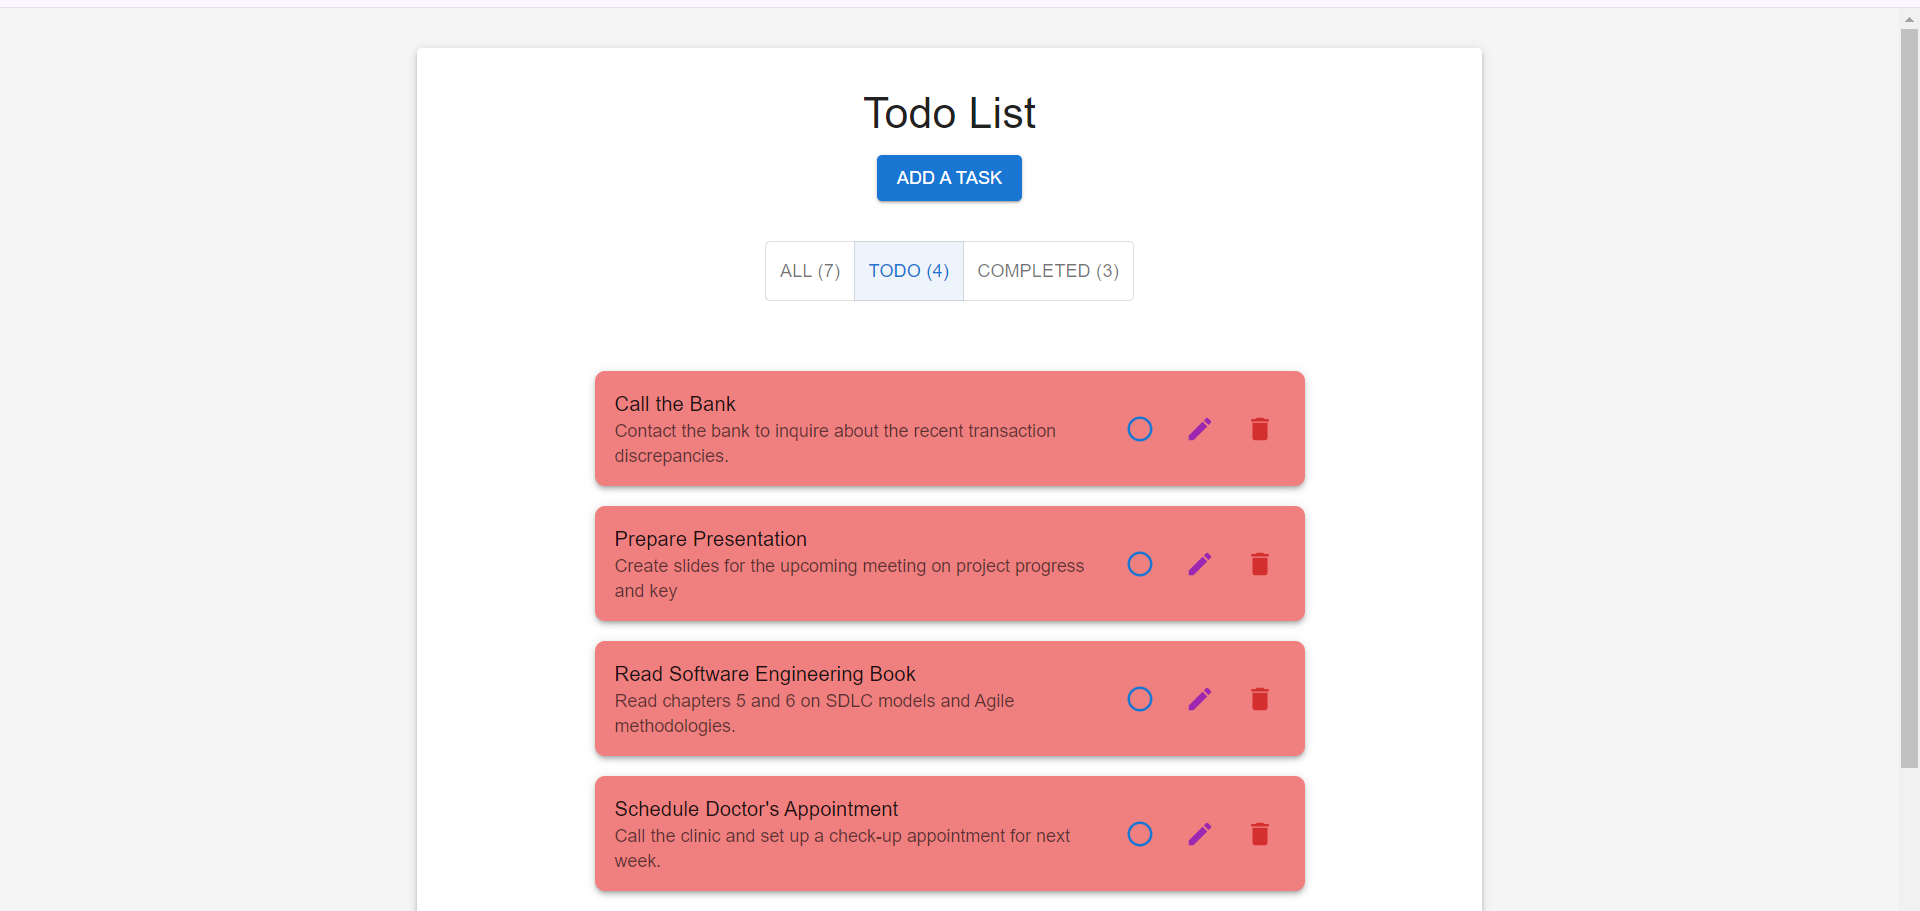 Todo List
ADD A TASK
ALL (7)
TODO (4)
COMPLETED (3)
Call the Bank
Contact the bank to inquire about the recent transaction
discrepancies.
Prepare Presentation
Create slides for the upcoming meeting on project progress
and key
Read Software Engineering Book
Read chapters 5 and 6 on SDLC models and Agile
methodologies.
Schedule Doctor's Appointment
Call the clinic and set up a check-up appointment for next
week.